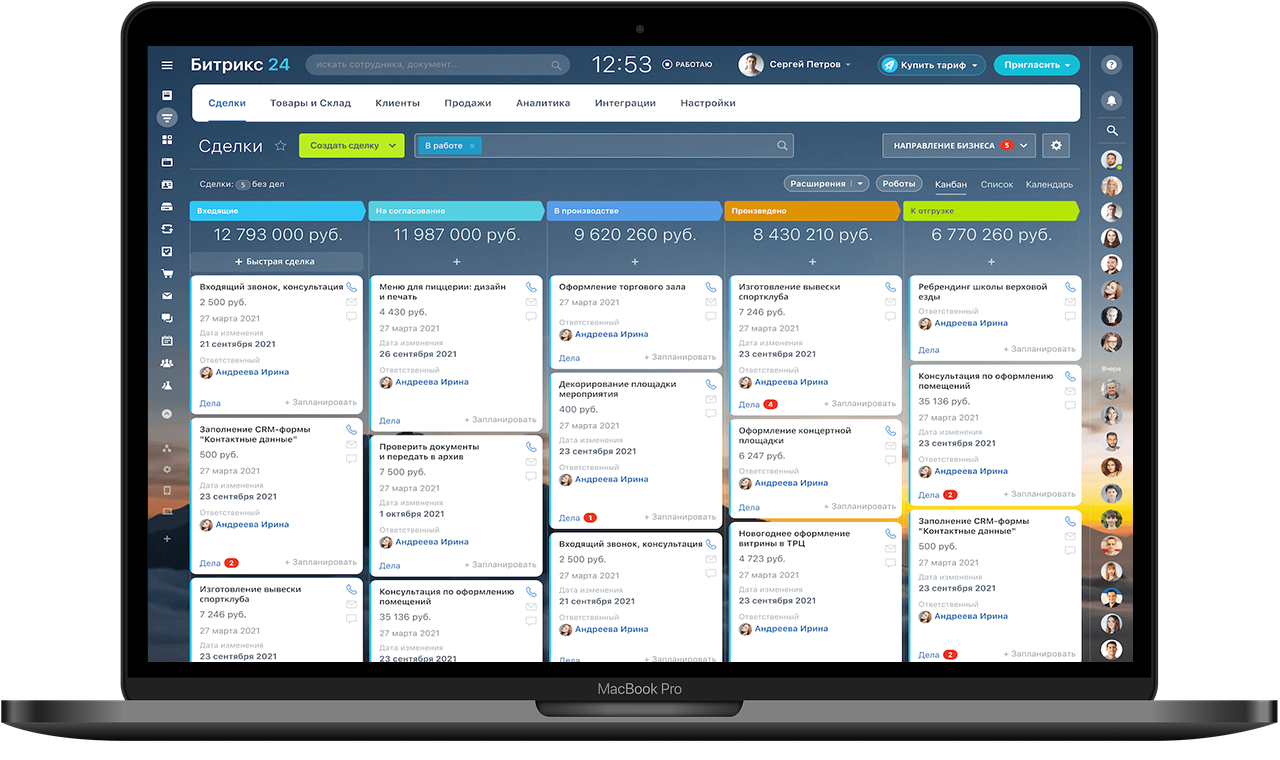 Битрикс 24
искать сотрудника, документ...
12:53
РАБОТАЮ
Сергей Петров
Купить тариф
Пригласить
Сделки
Товары и Склад
Клиенты
Продажи
Аналитика
Интеграции
Настройки
Сделки
Создать сделку
В работе ×
НАПРАВЛЕНИЕ БИЗНЕСА 5
Сделки: 5 без дел
Расширения
Роботы
Канбан
Список
Календарь
Входящие
12 793 000 руб.
+ Быстрая сделка
Входящий звонок, консультация
2 500 руб.
27 марта 2021
Дата изменения
21 сентября 2021
Ответственный
Андреева Ирина
Дела
+ Запланировать
Заполнение CRM-формы
"Контактные данные"
500 руб.
27 марта 2021
Дата изменения
23 сентября 2021
Ответственный
Андреева Ирина
Дела 2
+ Запланировать
Изготовление вывески
спортклуба
7 246 руб.
27 марта 2021
Дата изменения
23 сентября 2021
На согласование
11 987 000 руб.
+
Меню для пиццерии: дизайн
и печать
4 430 руб.
27 марта 2021
Дата изменения
26 сентября 2021
Ответственный
Андреева Ирина
Дела
+ Запланировать
Проверить документы
и передать в архив
7 500 руб.
27 марта 2021
Дата изменения
1 октября 2021
Ответственный
Андреева Ирина
Дела
+ Запланировать
Консультация по оформлению
помещений
35 136 руб.
27 марта 2021
Дата изменения
23 сентября 2021
В производстве
9 620 260 руб.
+
Оформление торгового зала
27 марта 2021
Ответственный
Андреева Ирина
Дела
+ Запланировать
Декорирование площадки
мероприятия
400 руб.
27 марта 2021
Дата изменения
23 сентября 2021
Ответственный
Андреева Ирина
Дела 1
+ Запланировать
Входящий звонок, консультация
2 500 руб.
27 марта 2021
Дата изменения
21 сентября 2021
Ответственный
Андреева Ирина
Дела
+ Запланировать
Произведено
8 430 210 руб.
+
Изготовление вывески
спортклуба
7 246 руб.
27 марта 2021
Дата изменения
23 сентября 2021
Ответственный
Андреева Ирина
Дела 4
+ Запланировать
Оформление концертной
площадки
6 247 руб.
Ответственный
Андреева Ирина
Дела
+ Запланировать
Новогоднее оформление
витрины в ТРЦ
4 723 руб.
27 марта 2021
Дата изменения
23 сентября 2021
Ответственный
Андреева Ирина
К отгрузке
6 770 260 руб.
+
Ребрендинг школы верховой
езды
Ответственный
Андреева Ирина
Дела
+ Запланировать
Консультация по оформлению
помещений
35 136 руб.
27 марта 2021
Дата изменения
23 сентября 2021
Ответственный
Андреева Ирина
Дела 2
+ Запланировать
Заполнение CRM-формы
"Контактные данные"
500 руб.
27 марта 2021
Дата изменения
23 сентября 2021
Ответственный
Андреева Ирина
Дела 2
+ Запланировать
Вчера
MacBook Pro